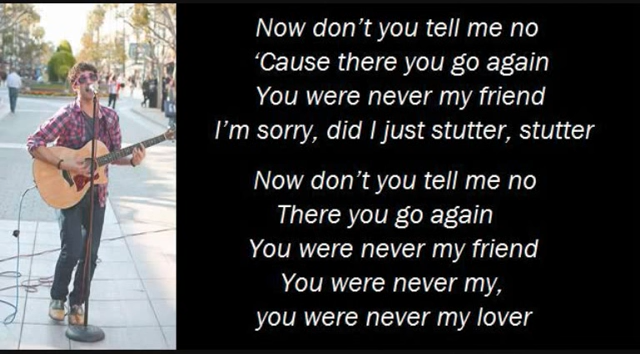 Now don't you tell me no
‘Cause there you go again
You were never my friend
I'm sorry, did I just stutter, stutter
Now don't you tell me no
There you go again
You were never my friend
You were never my,
you were never my lover